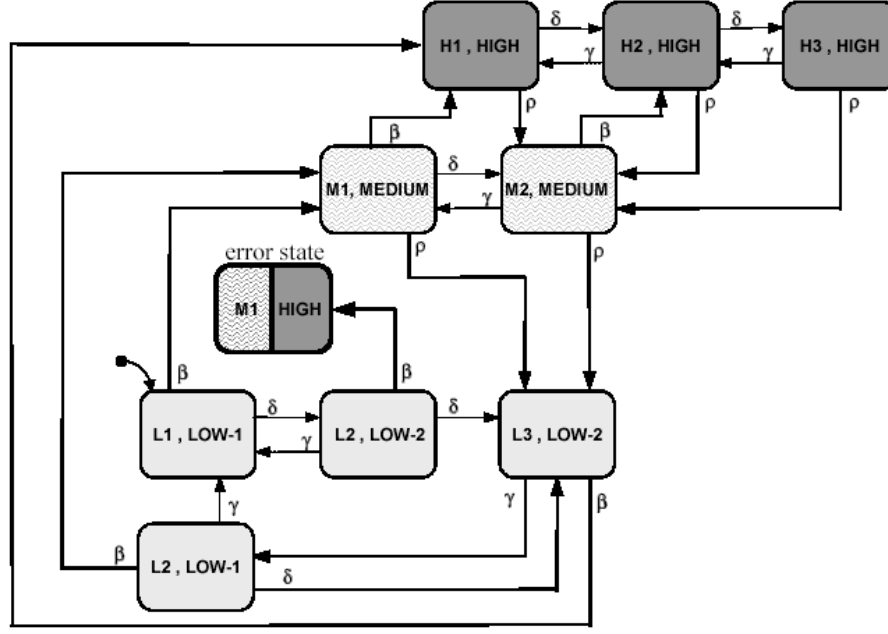 H1 , HIGH
δ
γ
H2 , HIGH
δ
γ
H3 , HIGH
β
ρ
β
ρ
ρ
M1, MEDIUM
δ
γ
M2, MEDIUM
ρ
ρ
error state
M1
HIGH
β
β
L1 , LOW-1
δ
γ
L2 , LOW-2
δ
L3 , LOW-2
γ
γ
β
β
L2 , LOW-1
δ